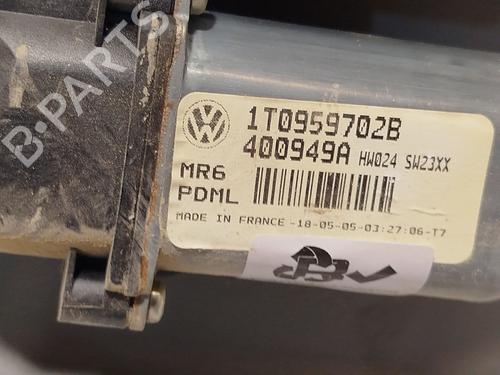 B-PARTS
1T0959702B
400949A HW024 SW23XX
MR6
PDML
MADE IN FRANCE -18-05-05-03:27:06-T7